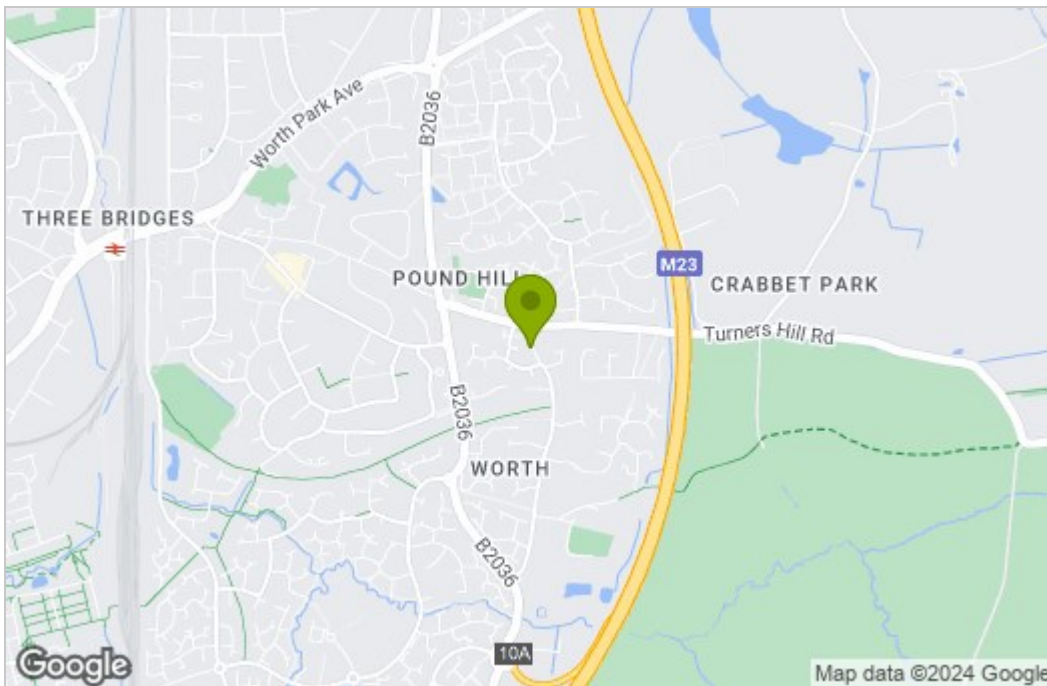 Worth Park Ave
B2036
THREE BRIDGES
POUND HILL
M23
CRABBET PARK
Turners Hill Rd
B2036
WORTH
B2036
10A
Google
Map data ©2024 Google